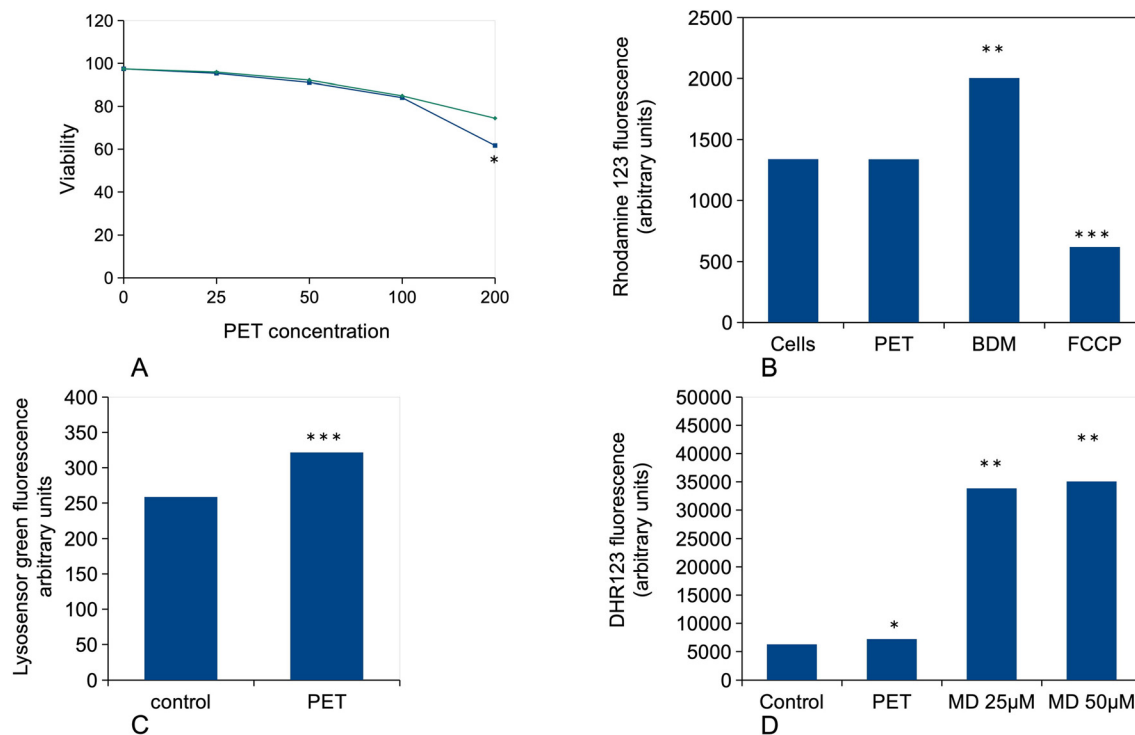 120
100
80
60
40
20
0
Viability
*
0 25 50 100 200
PET concentration
A
2500
2000
1500
1000
500
0
Rhodamine 123 fluorescence
(arbitrary units)
**
***
Cells PET BDM FCCP
B
400
350
300
250
200
150
100
50
0
Lysosensor green fluorescence
arbitrary units
***
control PET
C
50000
45000
40000
35000
30000
25000
20000
15000
10000
5000
0
DHR123 fluorescence
(arbitrary units)
*
**
**
Control PET MD 25µM MD 50µM
D